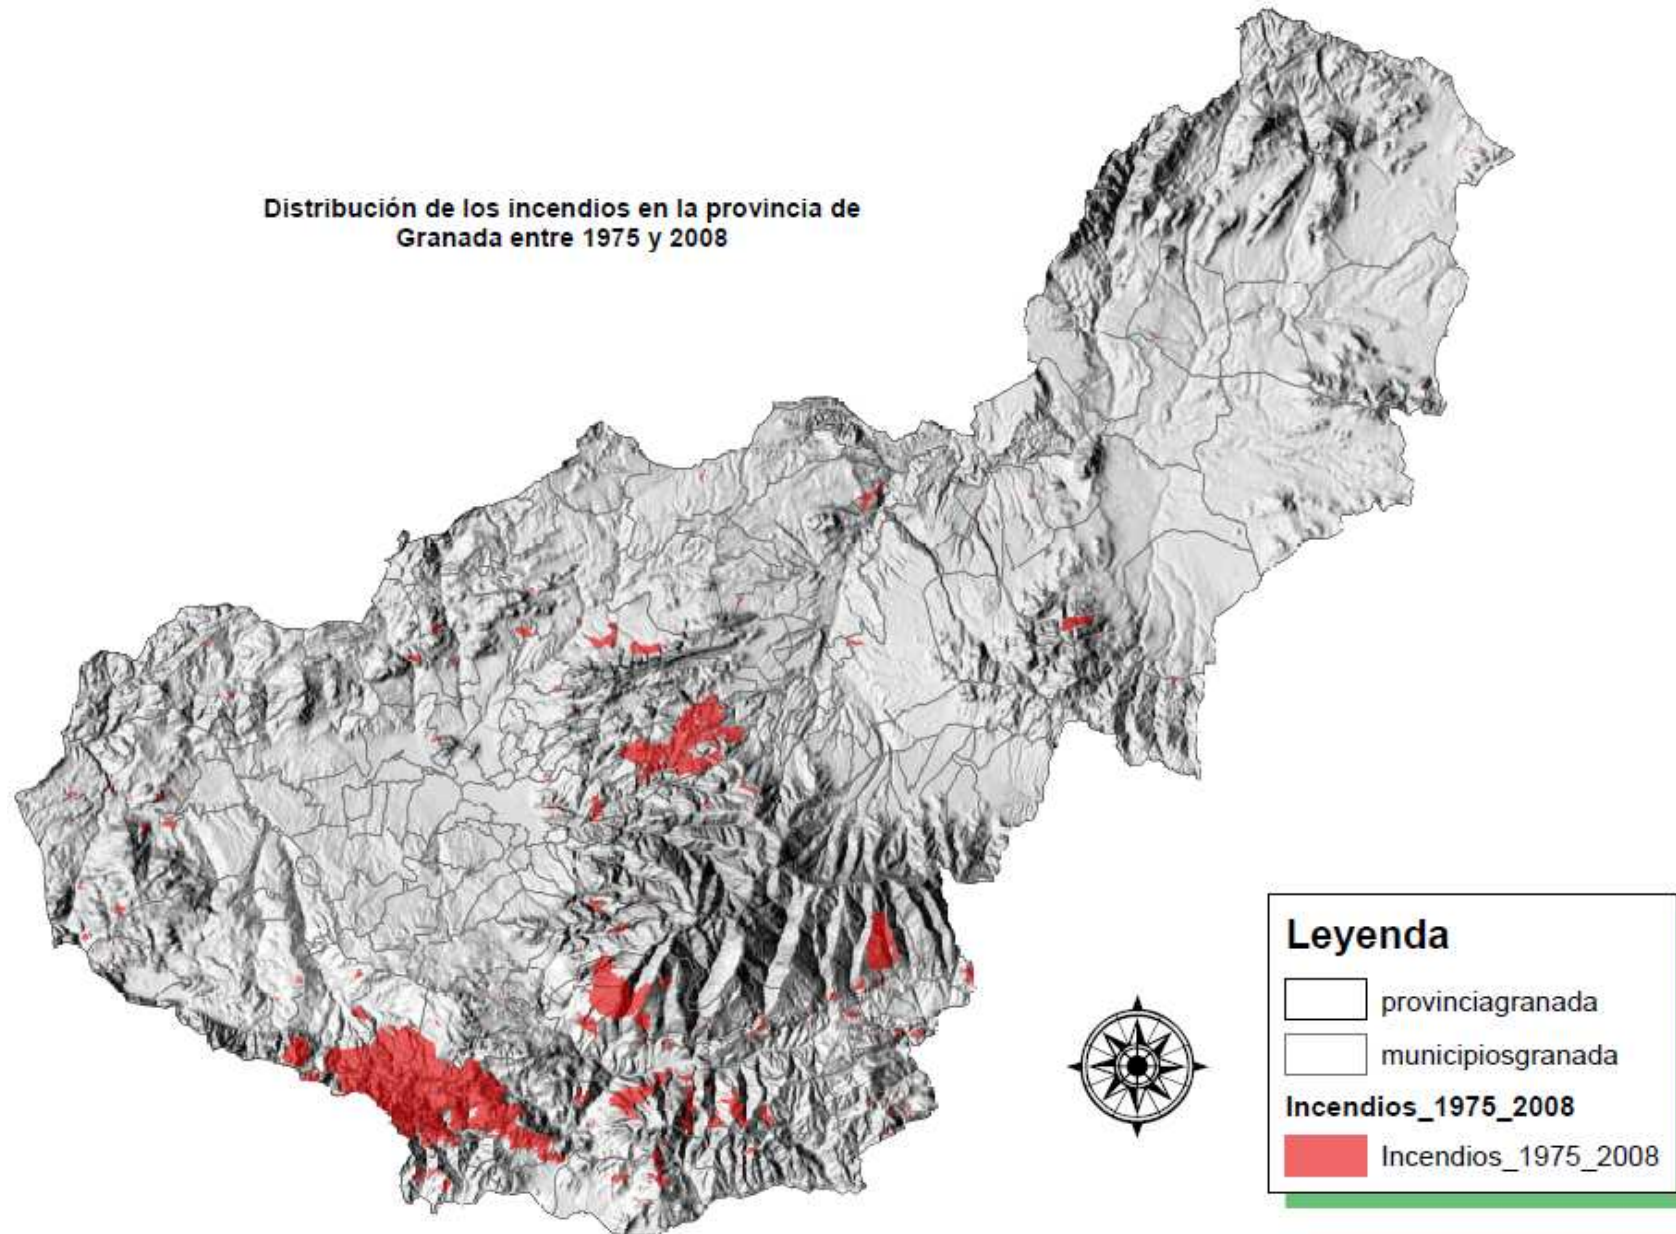 Distribución de los incendios en la provincia de
Granada entre 1975 y 2008
Leyenda
provinciagranada
municipiosgranada
Incendios_1975_2008
Incendios_1975_2008